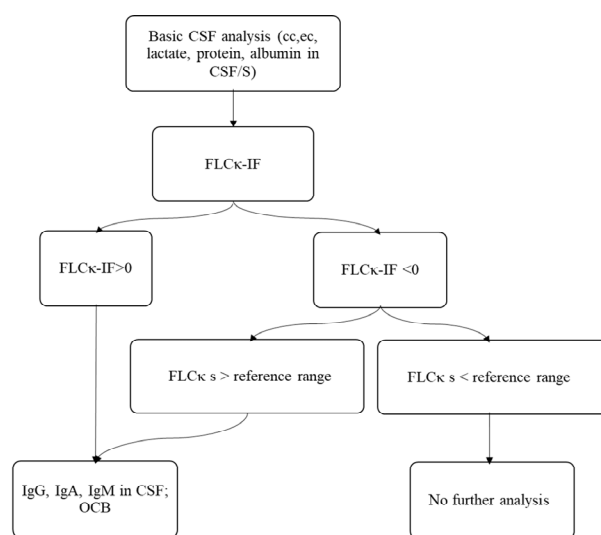 Basic CSF analysis (cc,ec,
lactate, protein, albumin in
CSF/S)
FLCκ-IF
FLCκ-IF>0
FLCκ-IF <0
FLCκ s > reference range
FLCκ s < reference range
IgG, IgA, IgM in CSF;
OCB
No further analysis